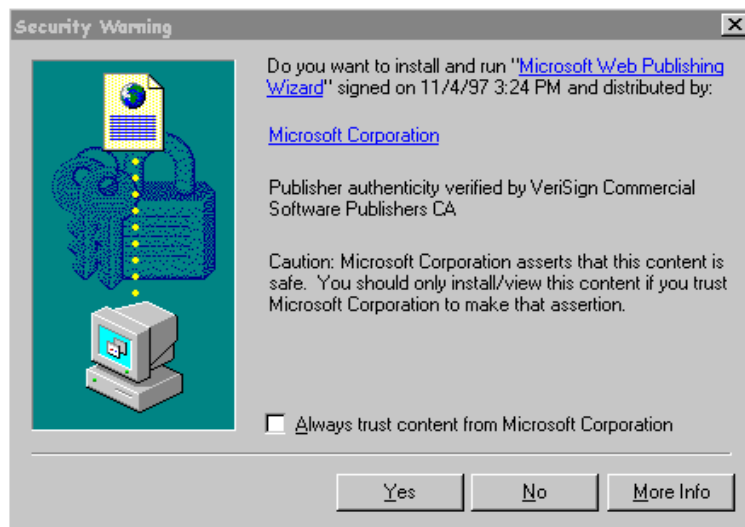 Security Warning
Do you want to install and run "Microsoft Web Publishing
Wizard" signed on 11/4/97 3:24 PM and distributed by:
Microsoft Corporation
Publisher authenticity verified by VeriSign Commercial
Software Publishers CA
Caution: Microsoft Corporation asserts that this content is
safe. You should only install/view this content if you trust
Microsoft Corporation to make that assertion.
Always trust content from Microsoft Corporation
Yes No More Info